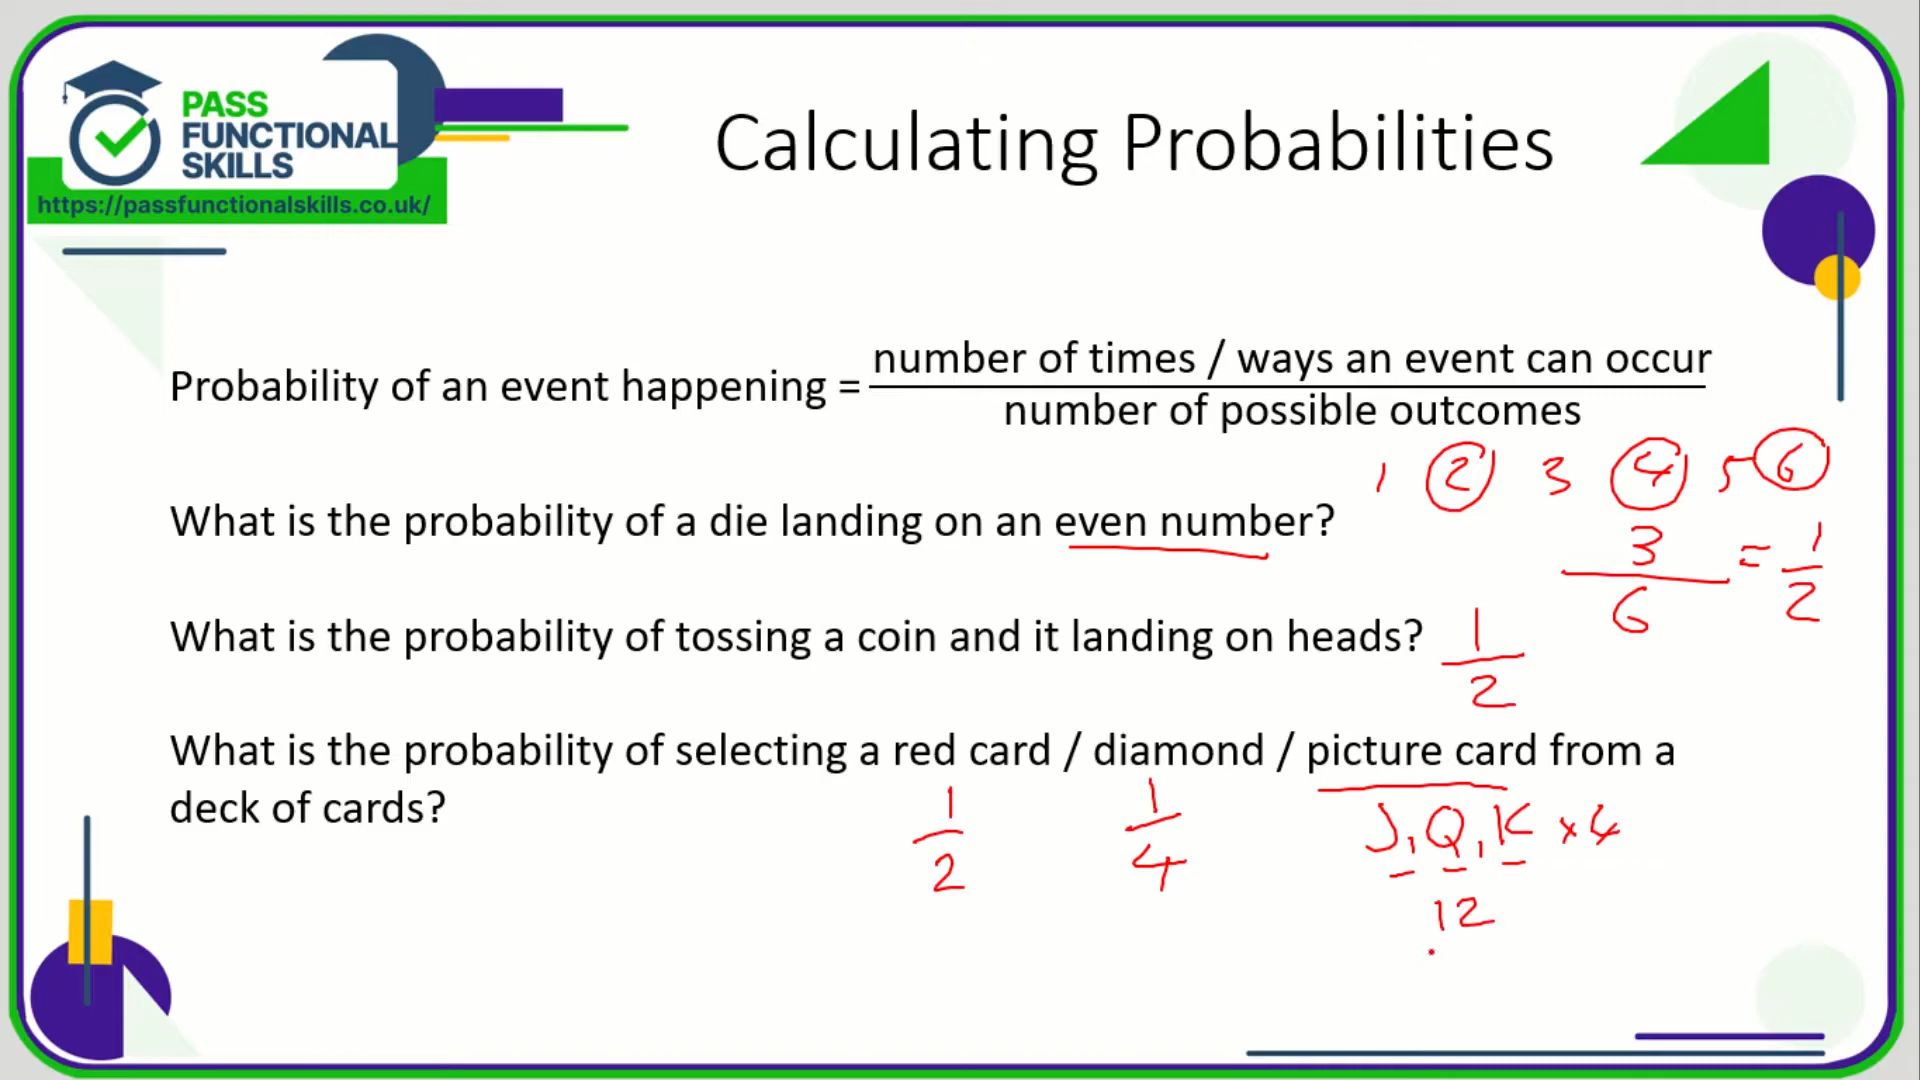 PASS
FUNCTIONAL
SKILLS
https://passfunctionalskills.co.uk/
Calculating Probabilities
Probability of an event happening = number of times / ways an event can occur
number of possible outcomes
1 2 3 4 5 6
What is the probability of a die landing on an even number?
3
6
= 1
2
What is the probability of tossing a coin and it landing on heads?
1
2
What is the probability of selecting a red card / diamond / picture card from a
deck of cards?
1
2
1
4
J, Q, K × 4
12